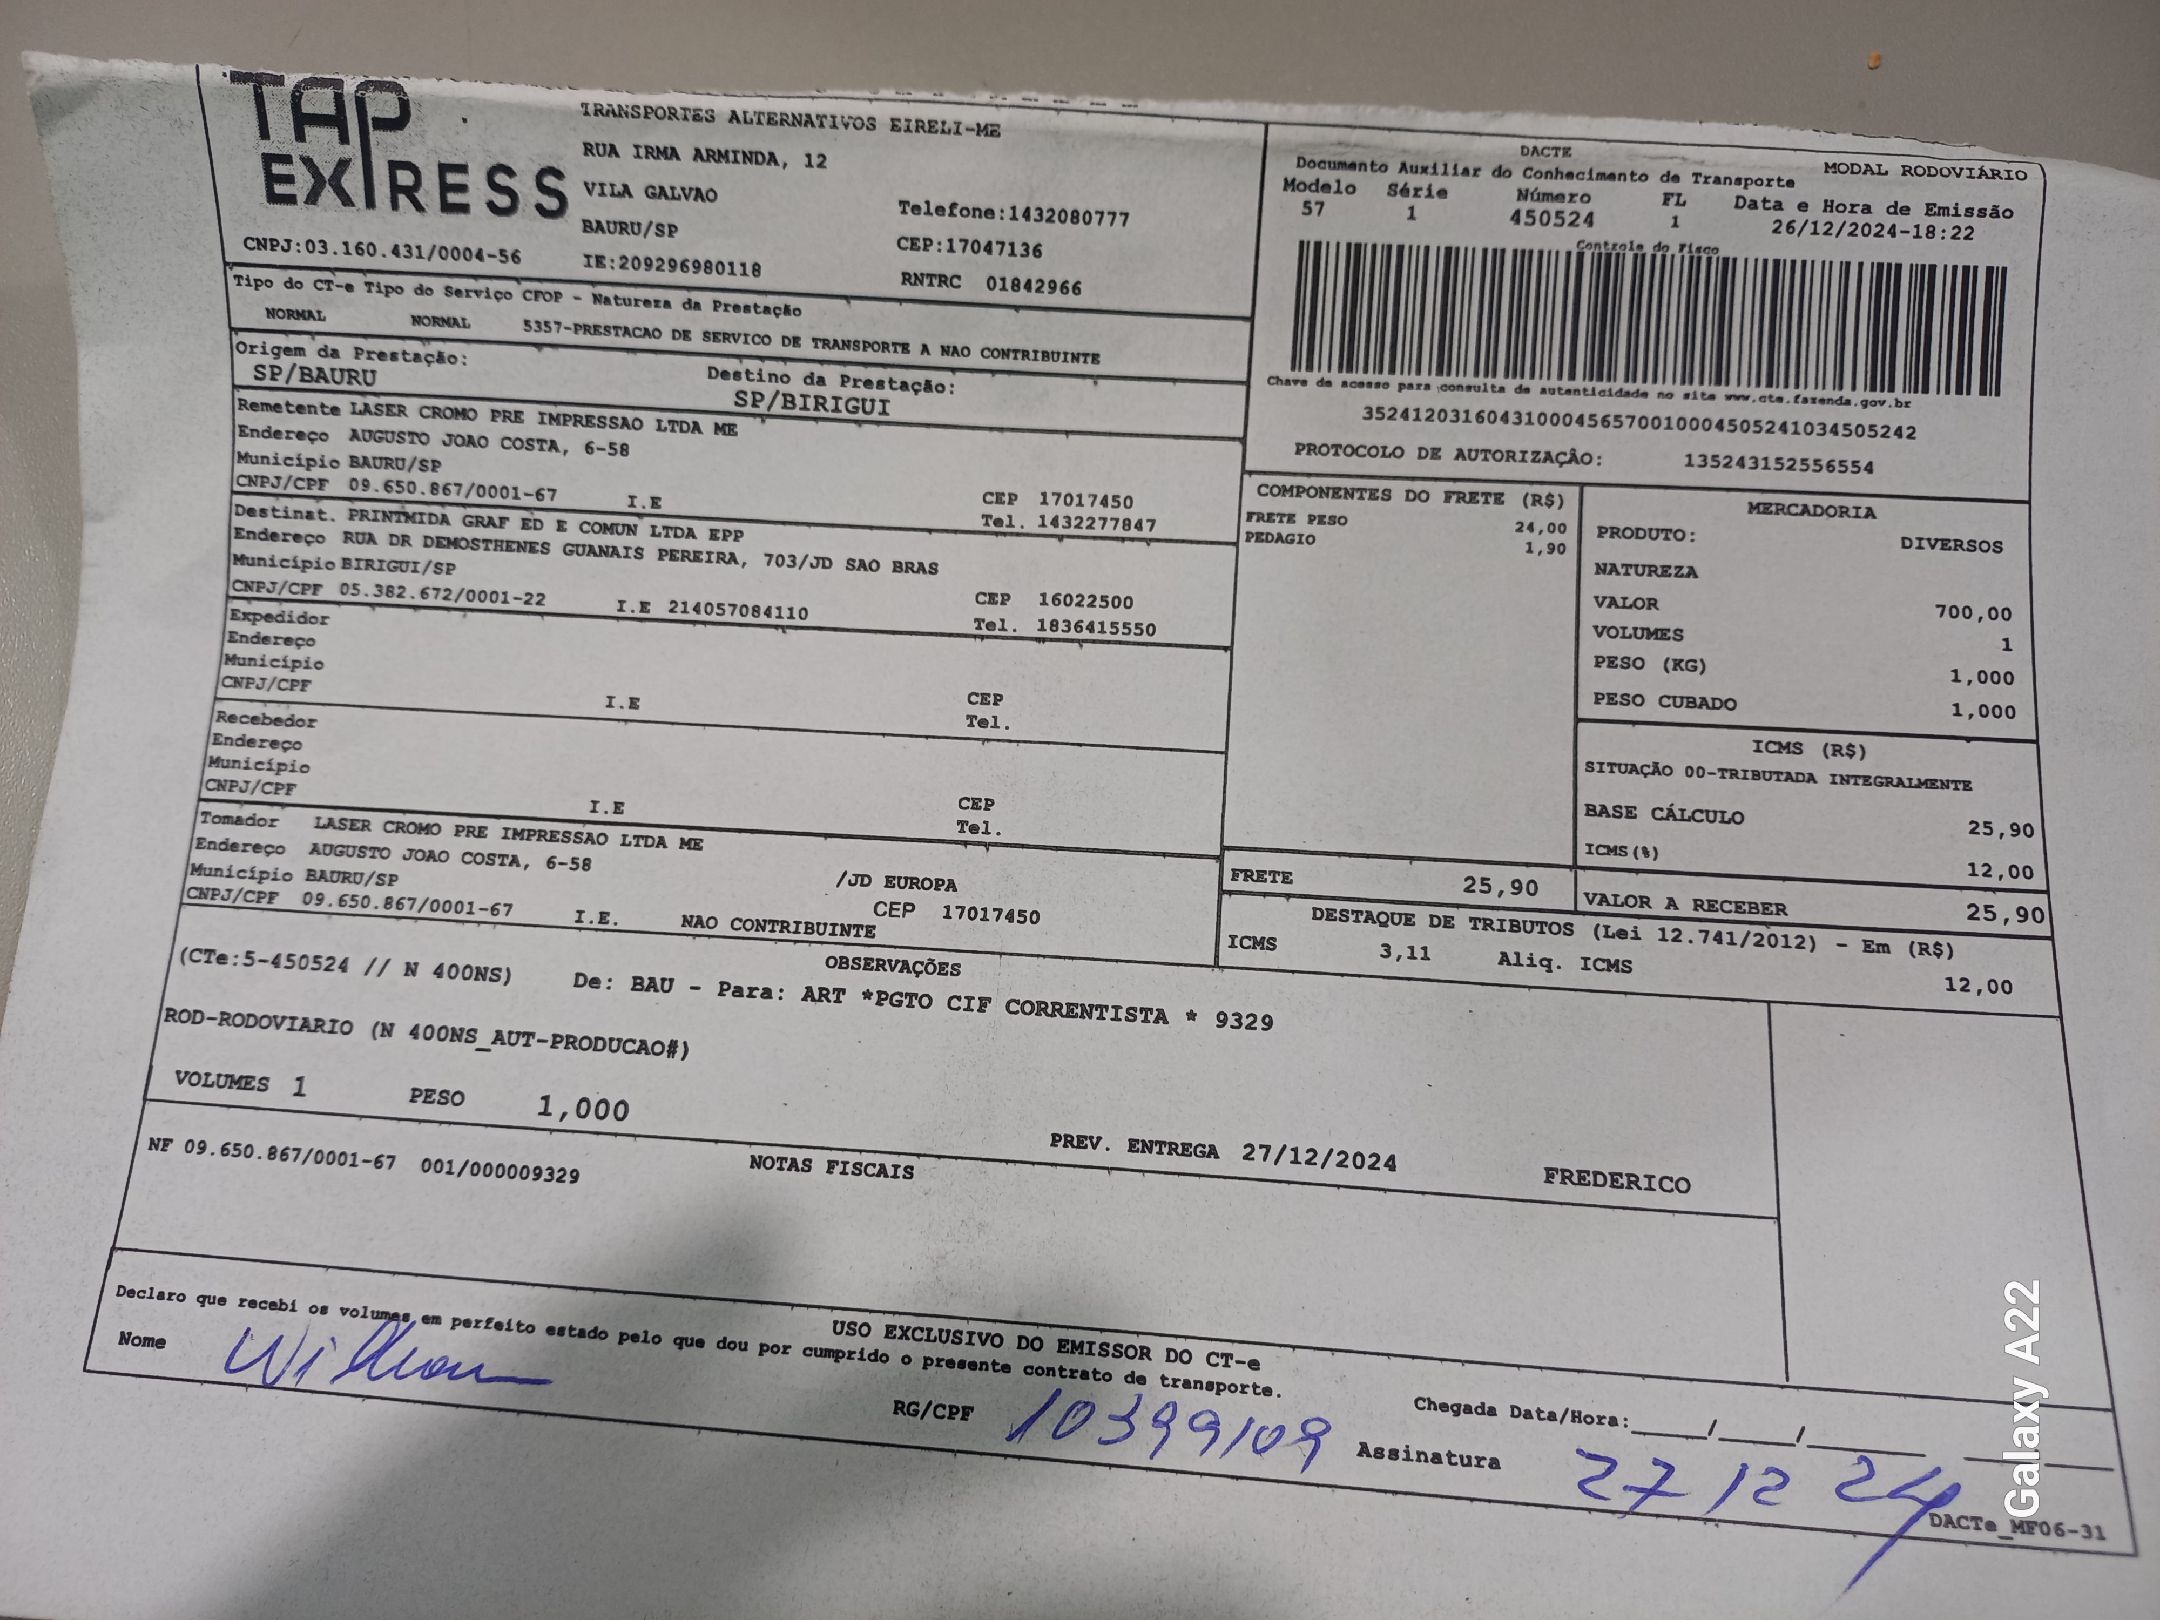 TAP EXPRESS
TRANSPORTES ALTERNATIVOS EIRELI-ME
RUA IRMA ARMINDA, 12
VILA GALVAO
Telefone:1432080777
BAURU/SP
CEP:17047136
CNPJ:03.160.431/0004-56
IE:209296980118
RNTRC 01842966
DACTE
MODAL RODOVIÁRIO
Documento Auxiliar do Conhecimento de Transporte
Modelo Série Número FL Data e Hora de Emissão
57 1 450524 1 26/12/2024-18:22
Controle do Fisco
Chave de acesso para consulta de autenticidade no site www.cte.fazenda.gov.br
35241203160431000456570010004505241034505242
PROTOCOLO DE AUTORIZAÇÃO: 135243152556554
Tipo do CT-e Tipo do Serviço CFOP - Natureza da Prestação
NORMAL NORMAL 5357-PRESTACAO DE SERVICO DE TRANSPORTE A NAO CONTRIBUINTE
Origem da Prestação: Destino da Prestação:
SP/BAURU SP/BIRIGUI
Remetente LASER CROMO PRE IMPRESSAO LTDA ME
Endereço AUGUSTO JOAO COSTA, 6-58
Município BAURU/SP CEP 17017450
CNPJ/CPF 09.650.867/0001-67 I.E Tel. 1432277847
Destinat. PRINTMIDA GRAF ED E COMUN LTDA EPP
Endereço RUA DR DEMOSTHENES GUANAIS PEREIRA, 703/JD SAO BRAS
Município BIRIGUI/SP CEP 16022500
CNPJ/CPF 05.382.672/0001-22 I.E 214057084110 Tel. 1836415550
Expedidor
Endereço
Município CEP
CNPJ/CPF I.E Tel.
Recebedor
Endereço
Município CEP
CNPJ/CPF I.E Tel.
Tomador LASER CROMO PRE IMPRESSAO LTDA ME
Endereço AUGUSTO JOAO COSTA, 6-58 /JD EUROPA
Município BAURU/SP CEP 17017450
CNPJ/CPF 09.650.867/0001-67 I.E. NAO CONTRIBUINTE
COMPONENTES DO FRETE (R$)
FRETE PESO 24,00
PEDAGIO 1,90
MERCADORIA
PRODUTO: DIVERSOS
NATUREZA
VALOR 700,00
VOLUMES 1
PESO (KG) 1,000
PESO CUBADO 1,000
ICMS (R$)
SITUAÇÃO 00-TRIBUTADA INTEGRALMENTE
BASE CÁLCULO 25,90
ICMS(%) 12,00
FRETE 25,90
VALOR A RECEBER 25,90
DESTAQUE DE TRIBUTOS (Lei 12.741/2012) - Em (R$)
ICMS 3,11 Aliq. ICMS 12,00
OBSERVAÇÕES
(CTe:5-450524 // N 400NS) De: BAU - Para: ART *PGTO CIF CORRENTISTA * 9329
ROD-RODOVIARIO (N 400NS_AUT-PRODUCAO#)
VOLUMES 1 PESO 1,000
PREV. ENTREGA 27/12/2024 FREDERICO
NOTAS FISCAIS
NF 09.650.867/0001-67 001/000009329
USO EXCLUSIVO DO EMISSOR DO CT-e
Declaro que recebi os volumes em perfeito estado pelo que dou por cumprido o presente contrato de transporte.
Nome Willian
RG/CPF 10399109
Chegada Data/Hora:____/____/____
Assinatura 27 12 24
DACTe_MF06-31
Galaxy A22